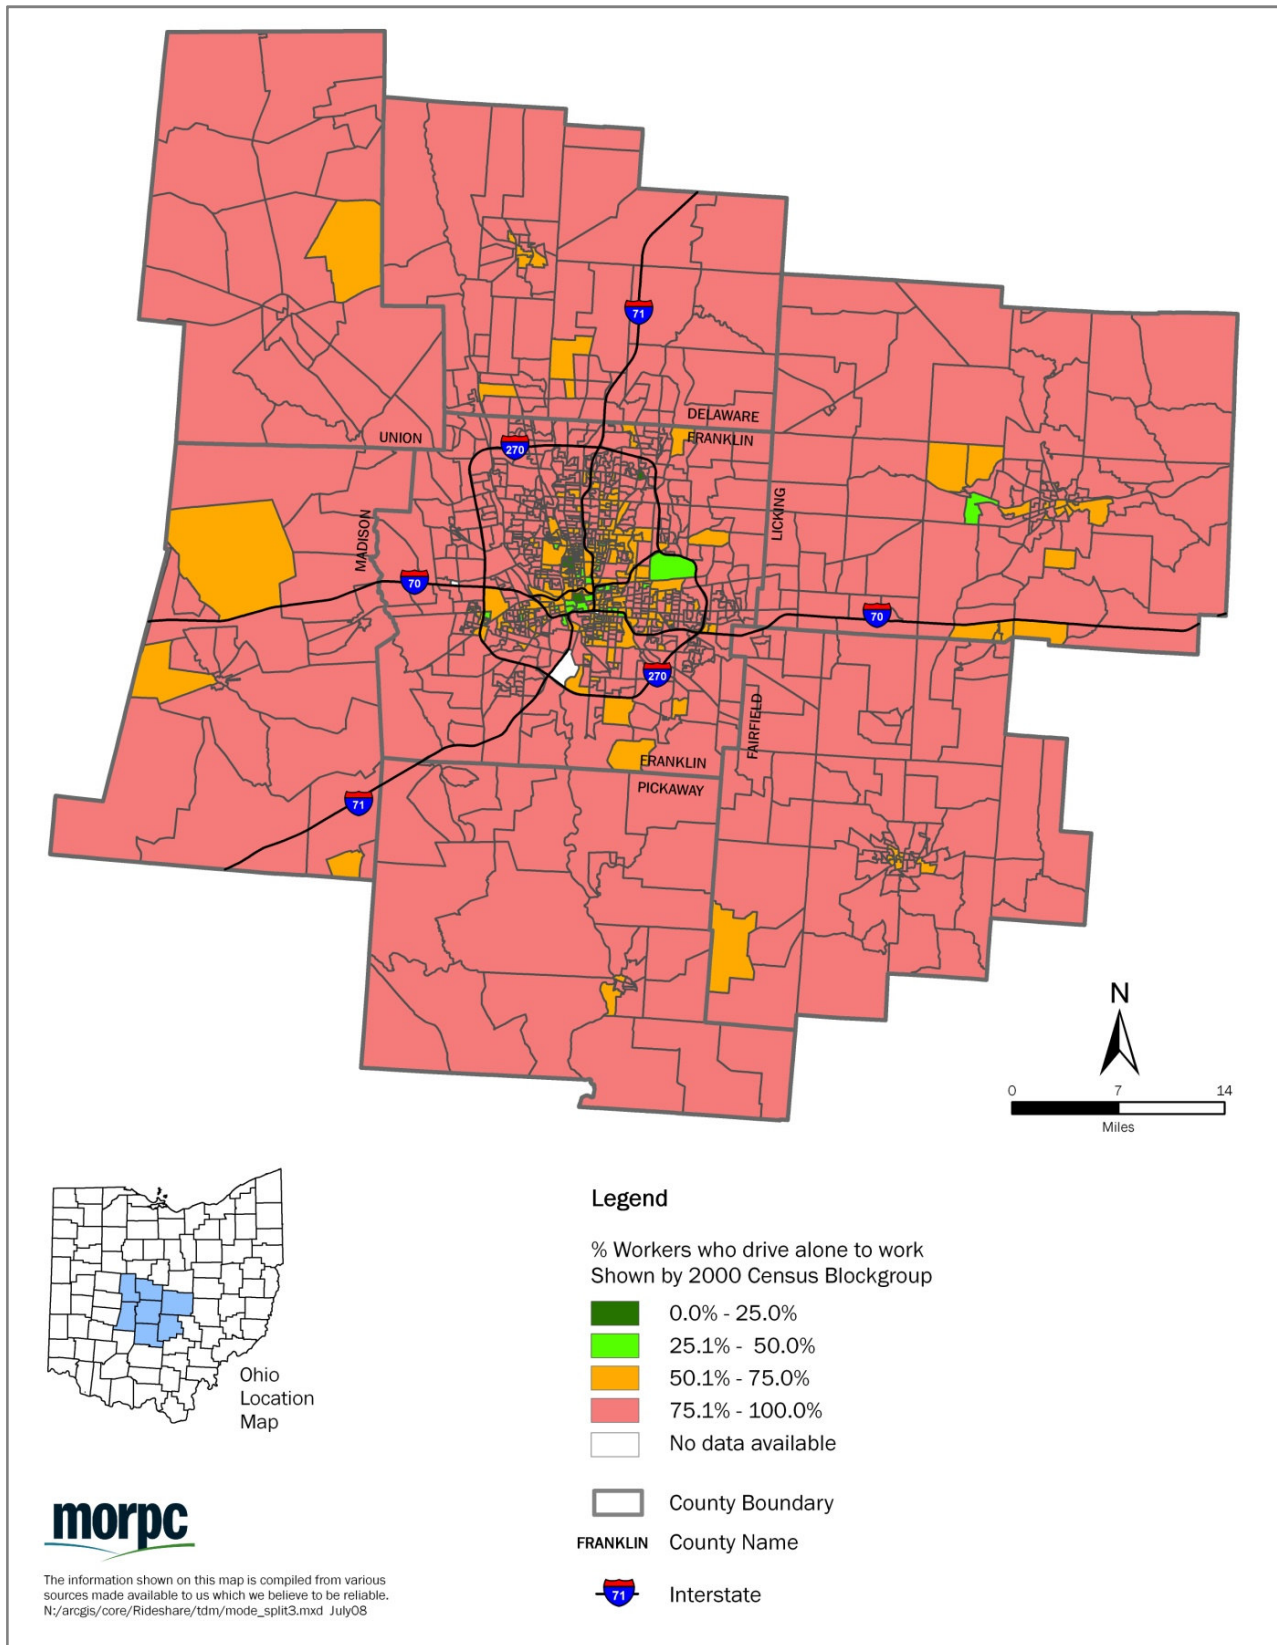 71
DELAWARE
FRANKLIN
UNION
270
LICKING
MADISON
70
70
270
FAIRFIELD
FRANKLIN
PICKAWAY
71
N
0 7 14
Miles
Ohio
Location
Map
Legend
% Workers who drive alone to work
Shown by 2000 Census Blockgroup
0.0% - 25.0%
25.1% - 50.0%
50.1% - 75.0%
75.1% - 100.0%
No data available
County Boundary
FRANKLIN County Name
71 Interstate
morpc
The information shown on this map is compiled from various
sources made available to us which we believe to be reliable.
N:/arcgis/core/Rideshare/tdm/mode_split3.mxd July08